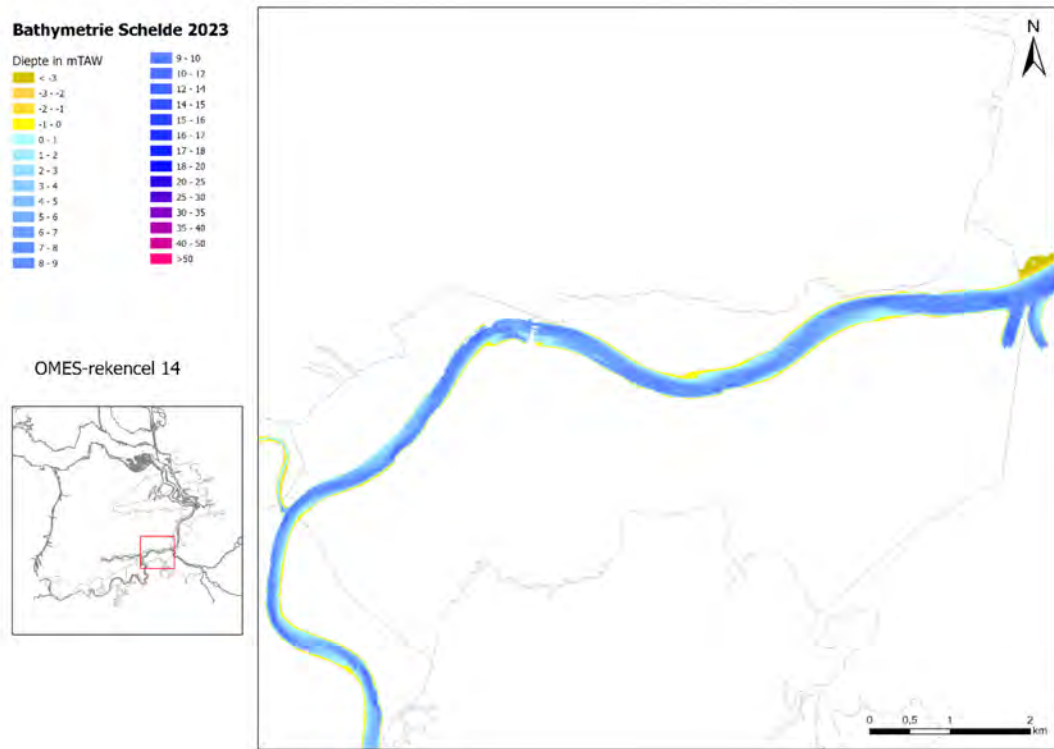 Bathymetrie Schelde 2023
Diepte in mTAW
< -3
-3 - -2
-2 - -1
-1 - 0
0 - 1
1 - 2
2 - 3
3 - 4
4 - 5
5 - 6
6 - 7
7 - 8
8 - 9
9 - 10
10 - 12
12 - 14
14 - 15
15 - 16
16 - 17
17 - 18
18 - 20
20 - 25
25 - 30
30 - 35
35 - 40
40 - 50
>50
OMES-rekencel 14
N
0 0,5 1 2
km